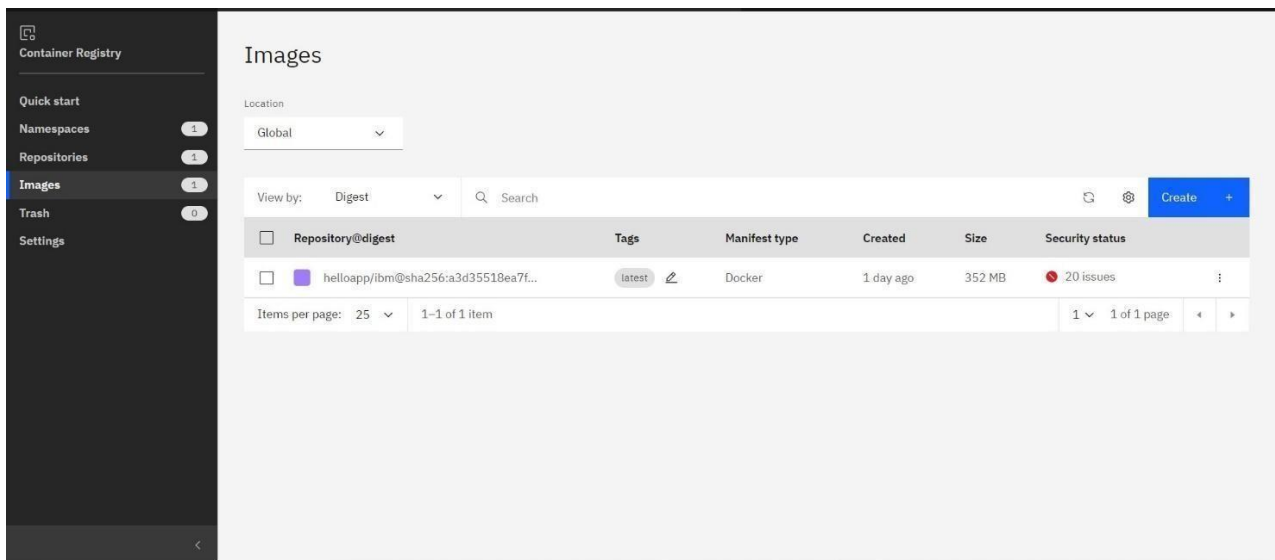 Container Registry
Quick start
Namespaces 1
Repositories 1
Images 1
Trash 0
Settings
Images
Location
Global
View by: Digest Search Create +
Repository@digest Tags Manifest type Created Size Security status
helloapp/ibm@sha256:a3d35518ea7f... latest Docker 1 day ago 352 MB 20 issues
Items per page: 25 1–1 of 1 item 1 1 of 1 page